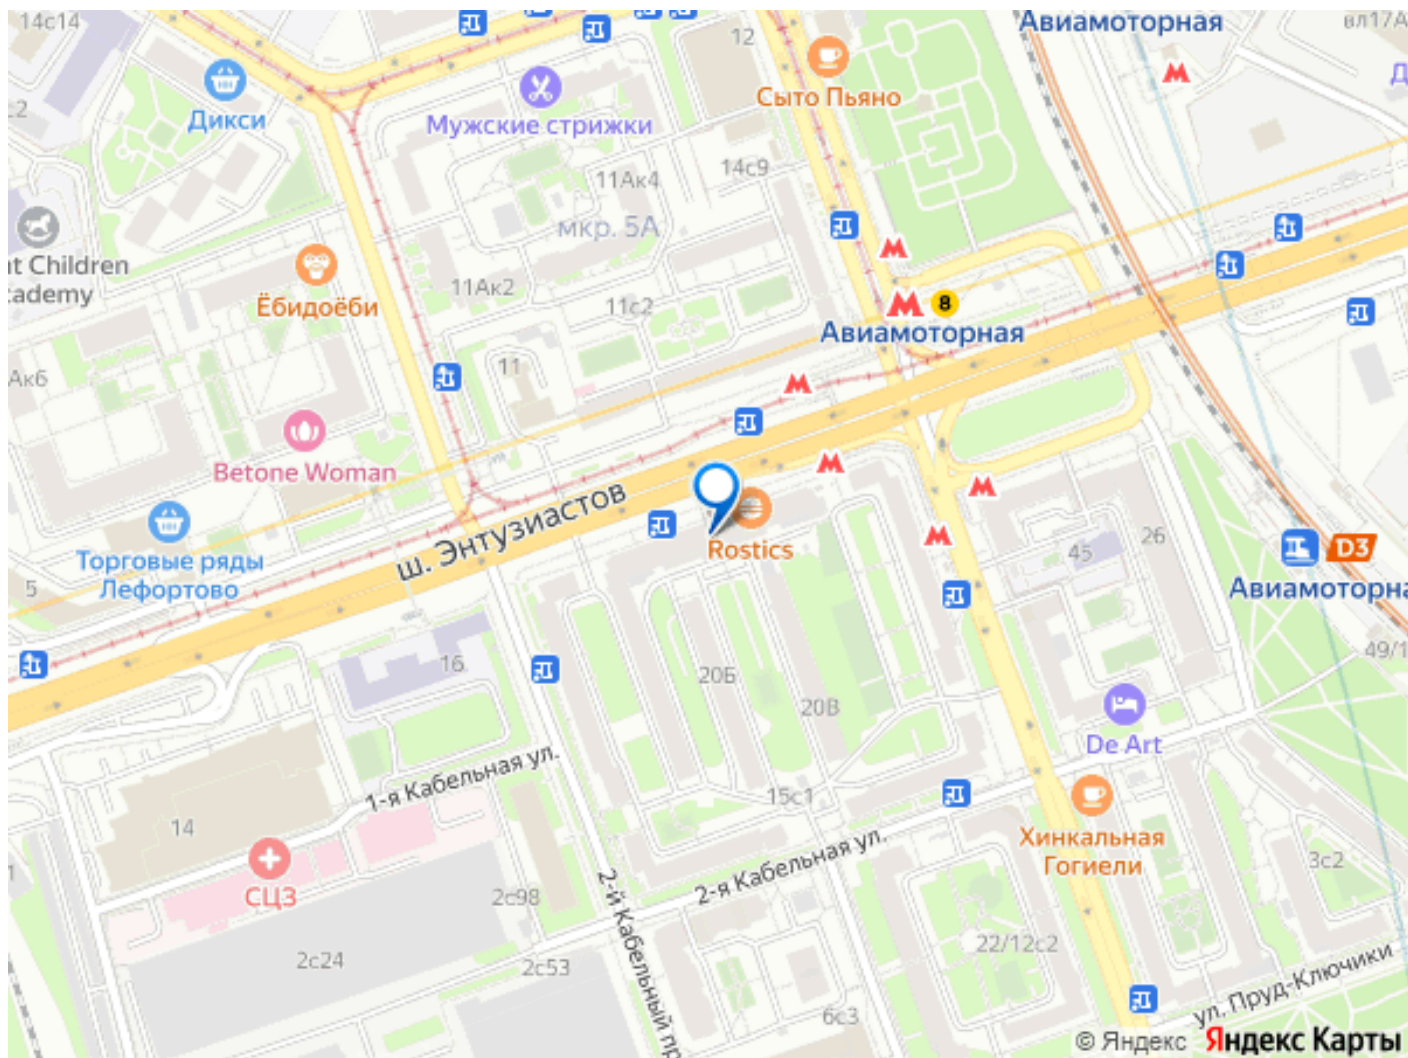 14с14
Авиамоторная
вл17А
12
Дикси
Мужские стрижки
Сыто Пьяно
14с9
11Ак4
мкр. 5А
t Children
cademy
11Ак2
Ёбидоёби
11с2
8
Авиамоторная
11
Ак6
Betone Woman
ш. Энтузиастов
Rostics
Торговые ряды
Лефортово
5
45
26
D3
Авиамоторна
16
20Б
20В
49/1
De Art
1-я Кабельная ул.
15с1
14
Хинкальная
Гогиели
3с2
2-я Кабельная ул.
СЦЗ
2с98
2-й Кабельный пр
22/12с2
2с24
2с53
ул. Пруд-Ключики
6с3
© Яндекс Яндекс Карты